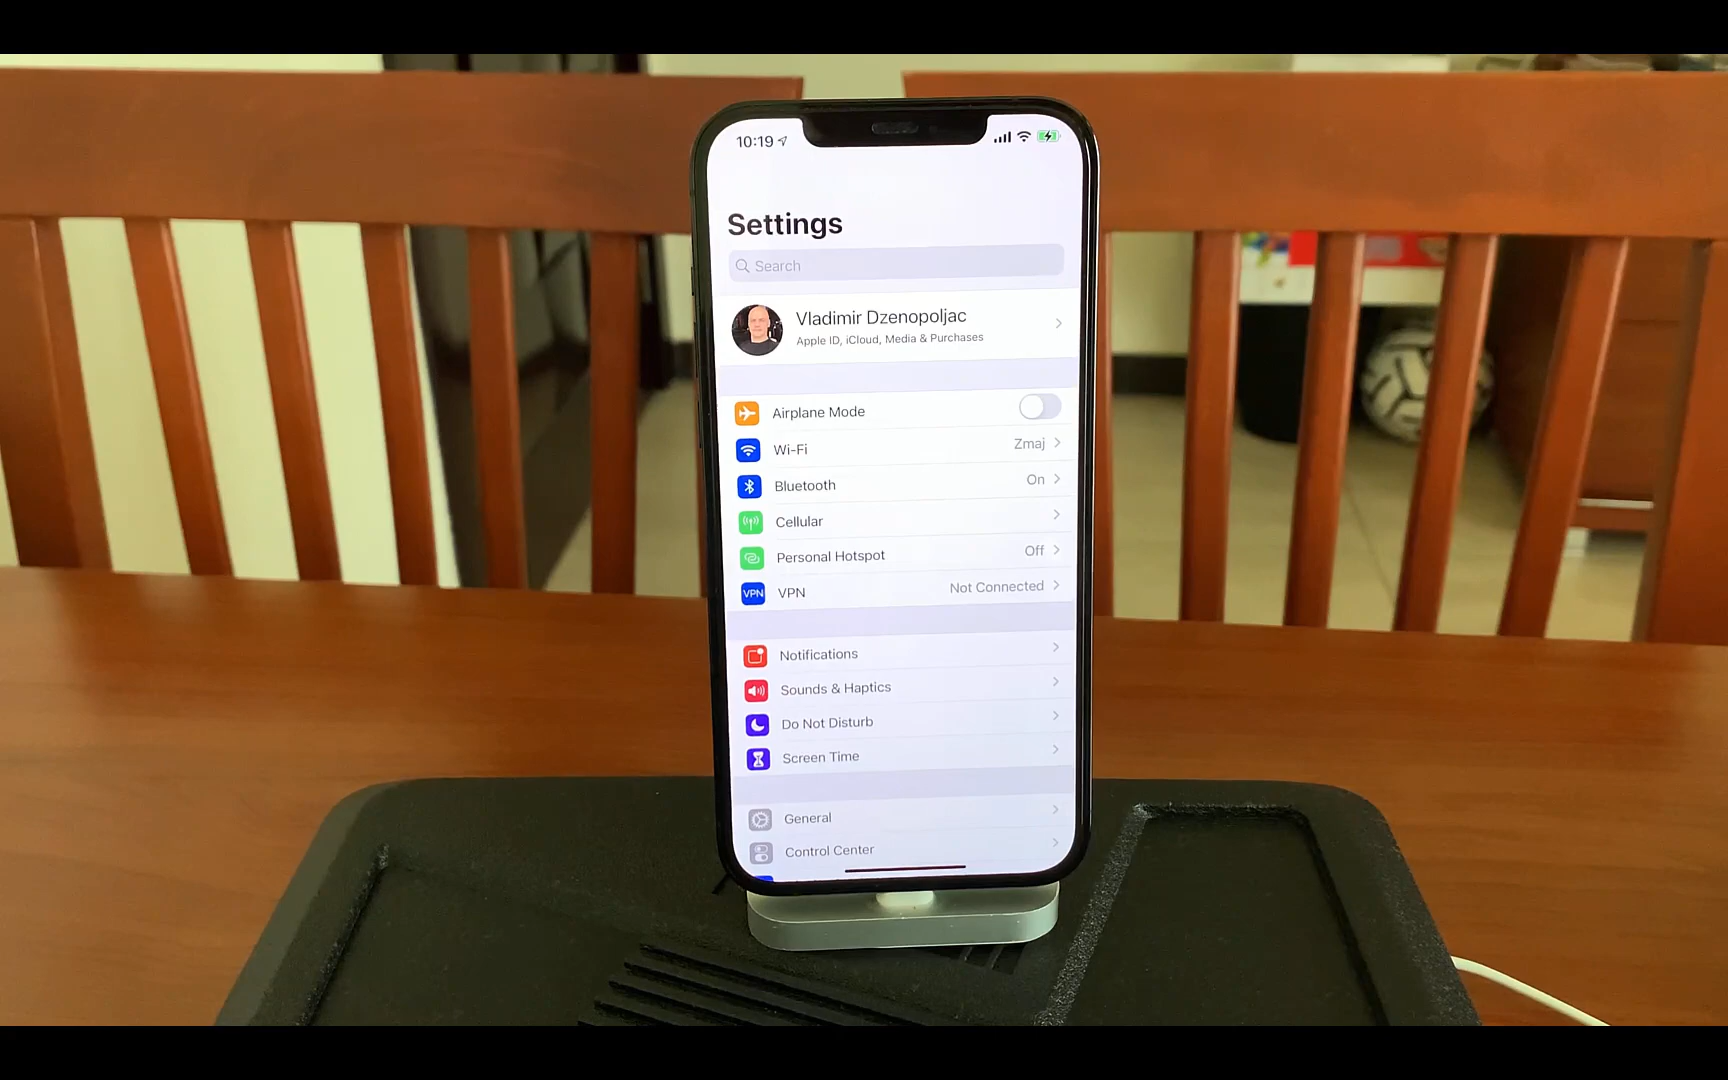 10:19
Settings
Search
Vladimir Dzenopoljac
Apple ID, iCloud, Media & Purchases
Airplane Mode
Wi-Fi Zmaj
Bluetooth On
Cellular
Personal Hotspot Off
VPN VPN Not Connected
Notifications
Sounds & Haptics
Do Not Disturb
Screen Time
General
Control Center